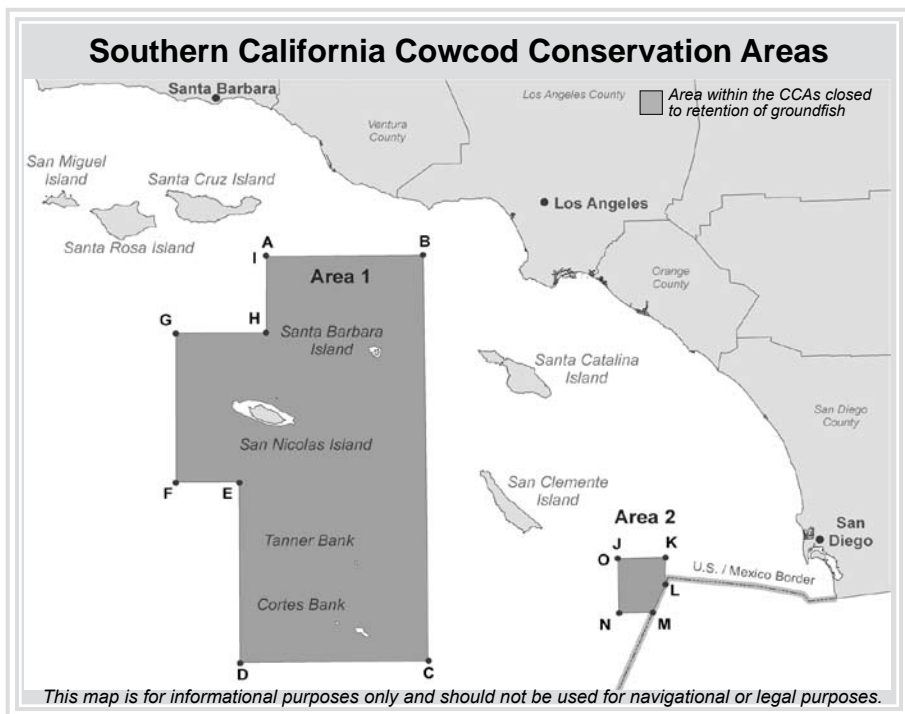 Southern California Cowcod Conservation Areas
Santa Barbara
Los Angeles County
Area within the CCAs closed
to retention of groundfish
Ventura
County
San Miguel
Island
Santa Cruz Island
Los Angeles
Santa Rosa Island
A
B
I
Area 1
Orange
County
G
H
Santa Barbara
Island
Santa Catalina
Island
San Diego
County
San Nicolas Island
F
E
San Clemente
Island
Area 2
San
Diego
Tanner Bank
J
K
O
U.S. / Mexico Border
L
Cortes Bank
N
M
D
C
This map is for informational purposes only and should not be used for navigational or legal purposes.